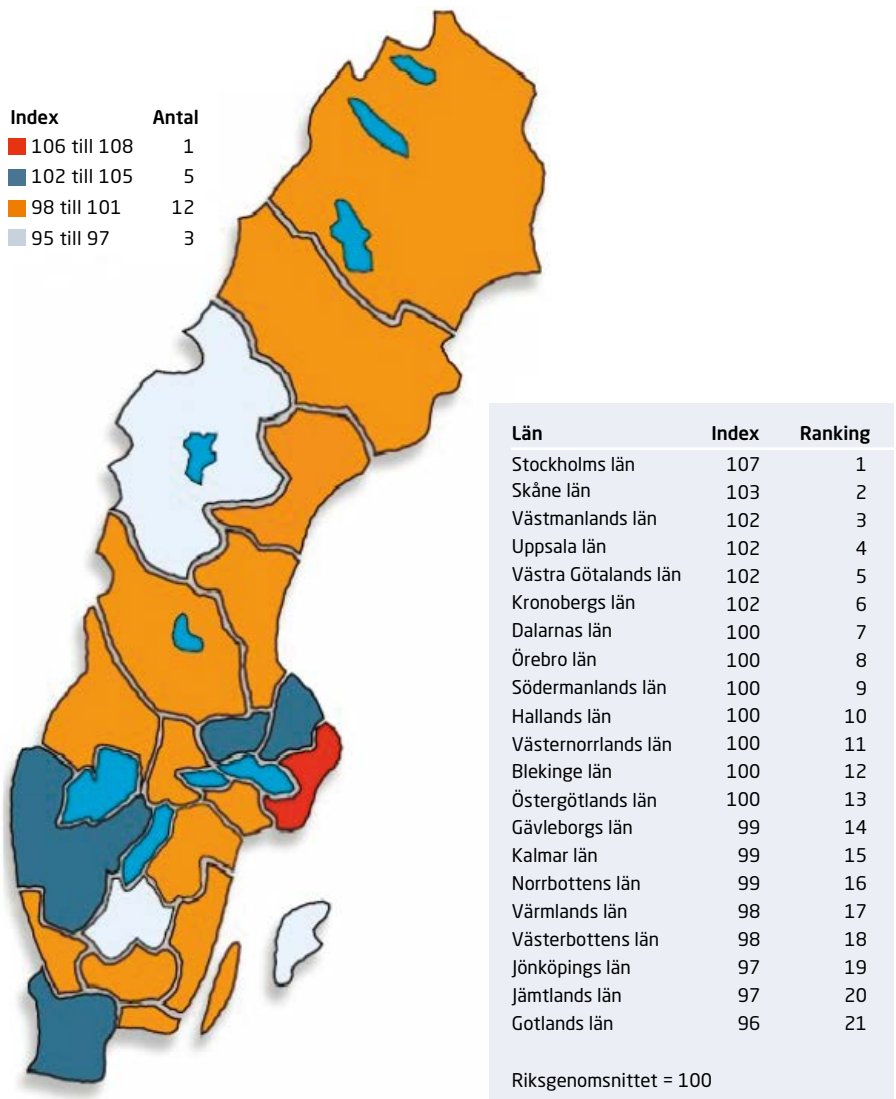 Index Antal
106 till 108 1
102 till 105 5
98 till 101 12
95 till 97 3
Län Index Ranking
Stockholms län 107 1
Skåne län 103 2
Västmanlands län 102 3
Uppsala län 102 4
Västra Götalands län 102 5
Kronobergs län 102 6
Dalarnas län 100 7
Örebro län 100 8
Södermanlands län 100 9
Hallands län 100 10
Västernorrlands län 100 11
Blekinge län 100 12
Östergötlands län 100 13
Gävleborgs län 99 14
Kalmar län 99 15
Norrbottens län 99 16
Värmlands län 98 17
Västerbottens län 98 18
Jönköpings län 97 19
Jämtlands län 97 20
Gotlands län 96 21
Riksgenomsnittet = 100